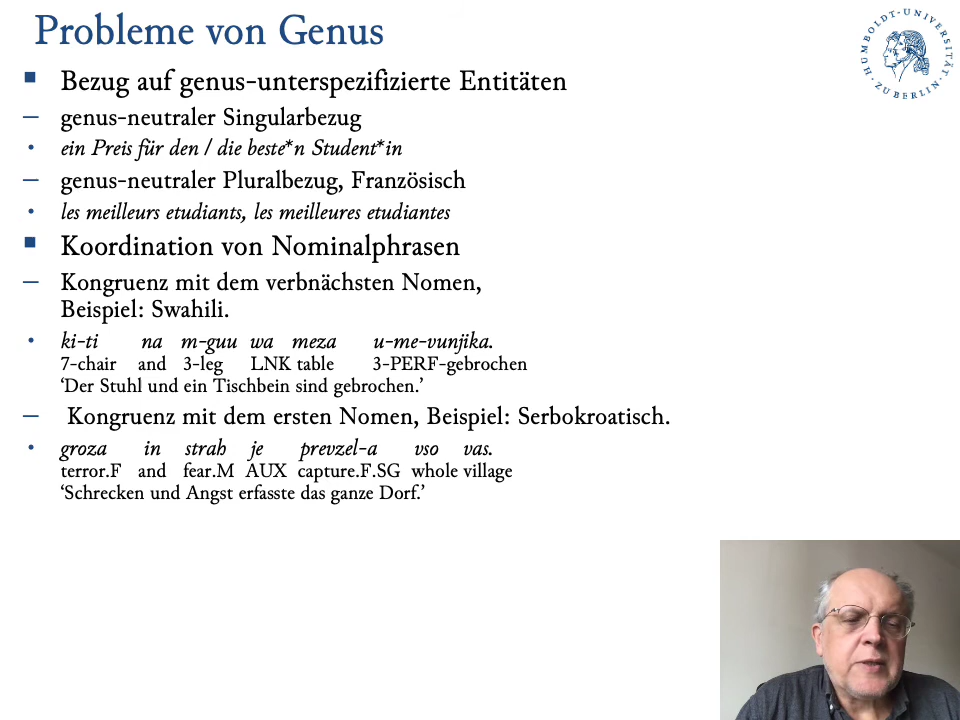 Probleme von Genus
HUMBOLDT-UNIVERSITÄT ZU BERLIN
Bezug auf genus-unterspezifizierte Entitäten
genus-neutraler Singularbezug
ein Preis für den / die beste*n Student*in
genus-neutraler Pluralbezug, Französisch
les meilleurs etudiants, les meilleures etudiantes
Koordination von Nominalphrasen
Kongruenz mit dem verbnächsten Nomen,
Beispiel: Swahili.
ki-ti na m-guu wa meza u-me-vunjika.
7-chair and 3-leg LNK table 3-PERF-gebrochen
‘Der Stuhl und ein Tischbein sind gebrochen.’
Kongruenz mit dem ersten Nomen, Beispiel: Serbokroatisch.
groza in strah je prevzel-a vso vas.
terror.F and fear.M AUX capture.F.SG whole village
‘Schrecken und Angst erfasste das ganze Dorf.’